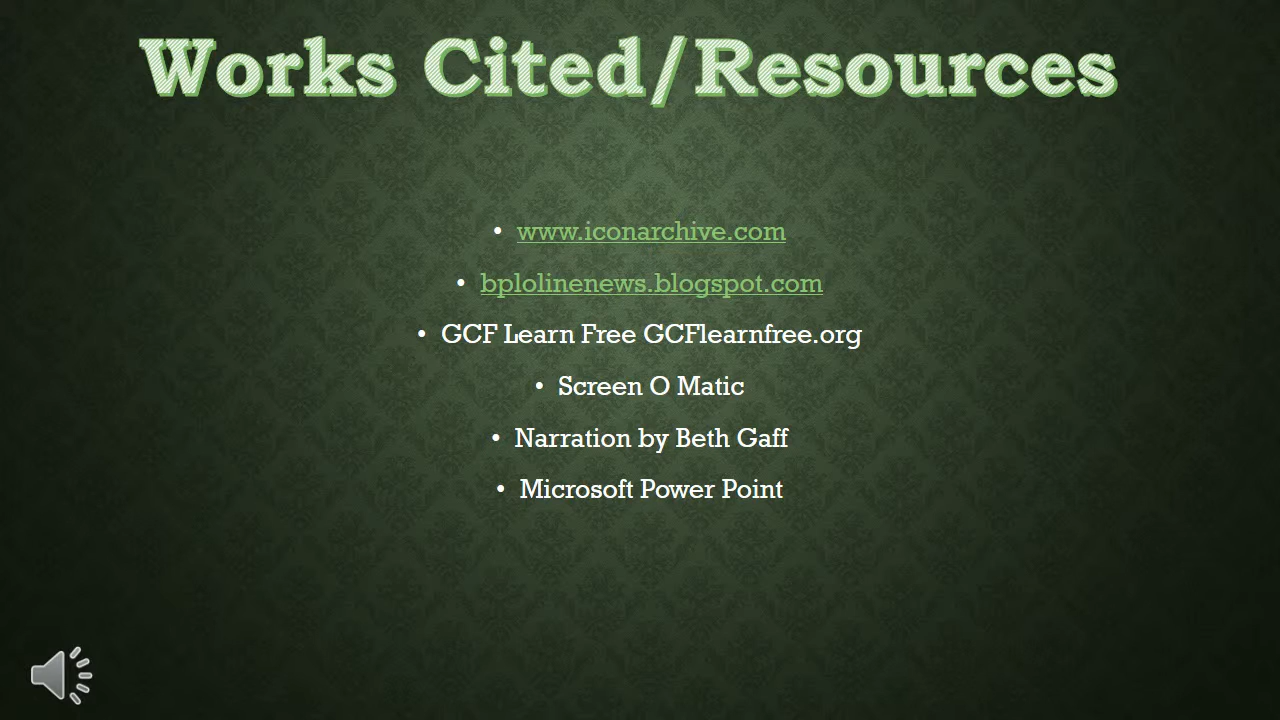 Works Cited/Resources
• www.iconarchive.com
• bplolinenews.blogspot.com
• GCF Learn Free GCFlearnfree.org
• Screen O Matic
• Narration by Beth Gaff
• Microsoft Power Point